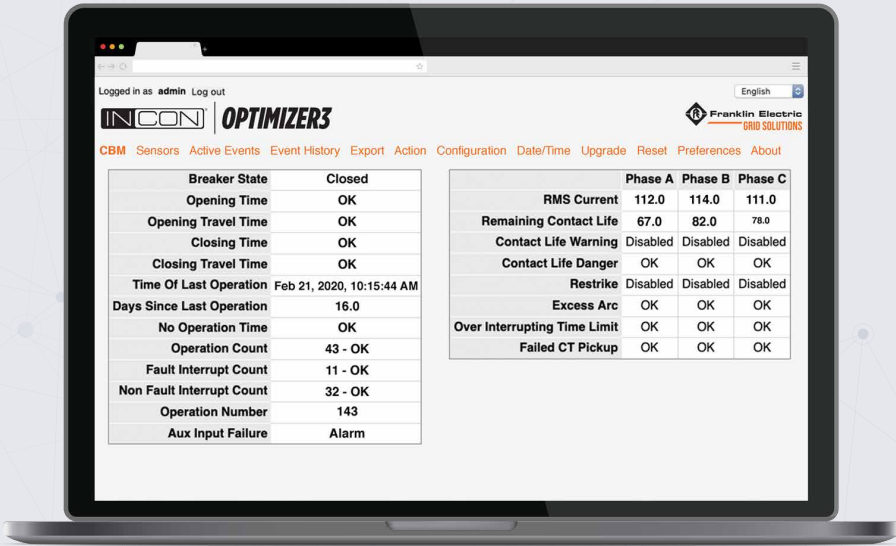 Logged in as admin Log out
English
INCON OPTIMIZER3
Franklin Electric
GRID SOLUTIONS
CBM Sensors Active Events Event History Export Action Configuration Date/Time Upgrade Reset Preferences About
Breaker State Closed
Opening Time OK
Opening Travel Time OK
Closing Time OK
Closing Travel Time OK
Time Of Last Operation Feb 21, 2020, 10:15:44 AM
Days Since Last Operation 16.0
No Operation Time OK
Operation Count 43 - OK
Fault Interrupt Count 11 - OK
Non Fault Interrupt Count 32 - OK
Operation Number 143
Aux Input Failure Alarm
Phase A Phase B Phase C
RMS Current 112.0 114.0 111.0
Remaining Contact Life 67.0 82.0 78.0
Contact Life Warning Disabled Disabled Disabled
Contact Life Danger OK OK OK
Restrike Disabled Disabled Disabled
Excess Arc OK OK OK
Over Interrupting Time Limit OK OK OK
Failed CT Pickup OK OK OK